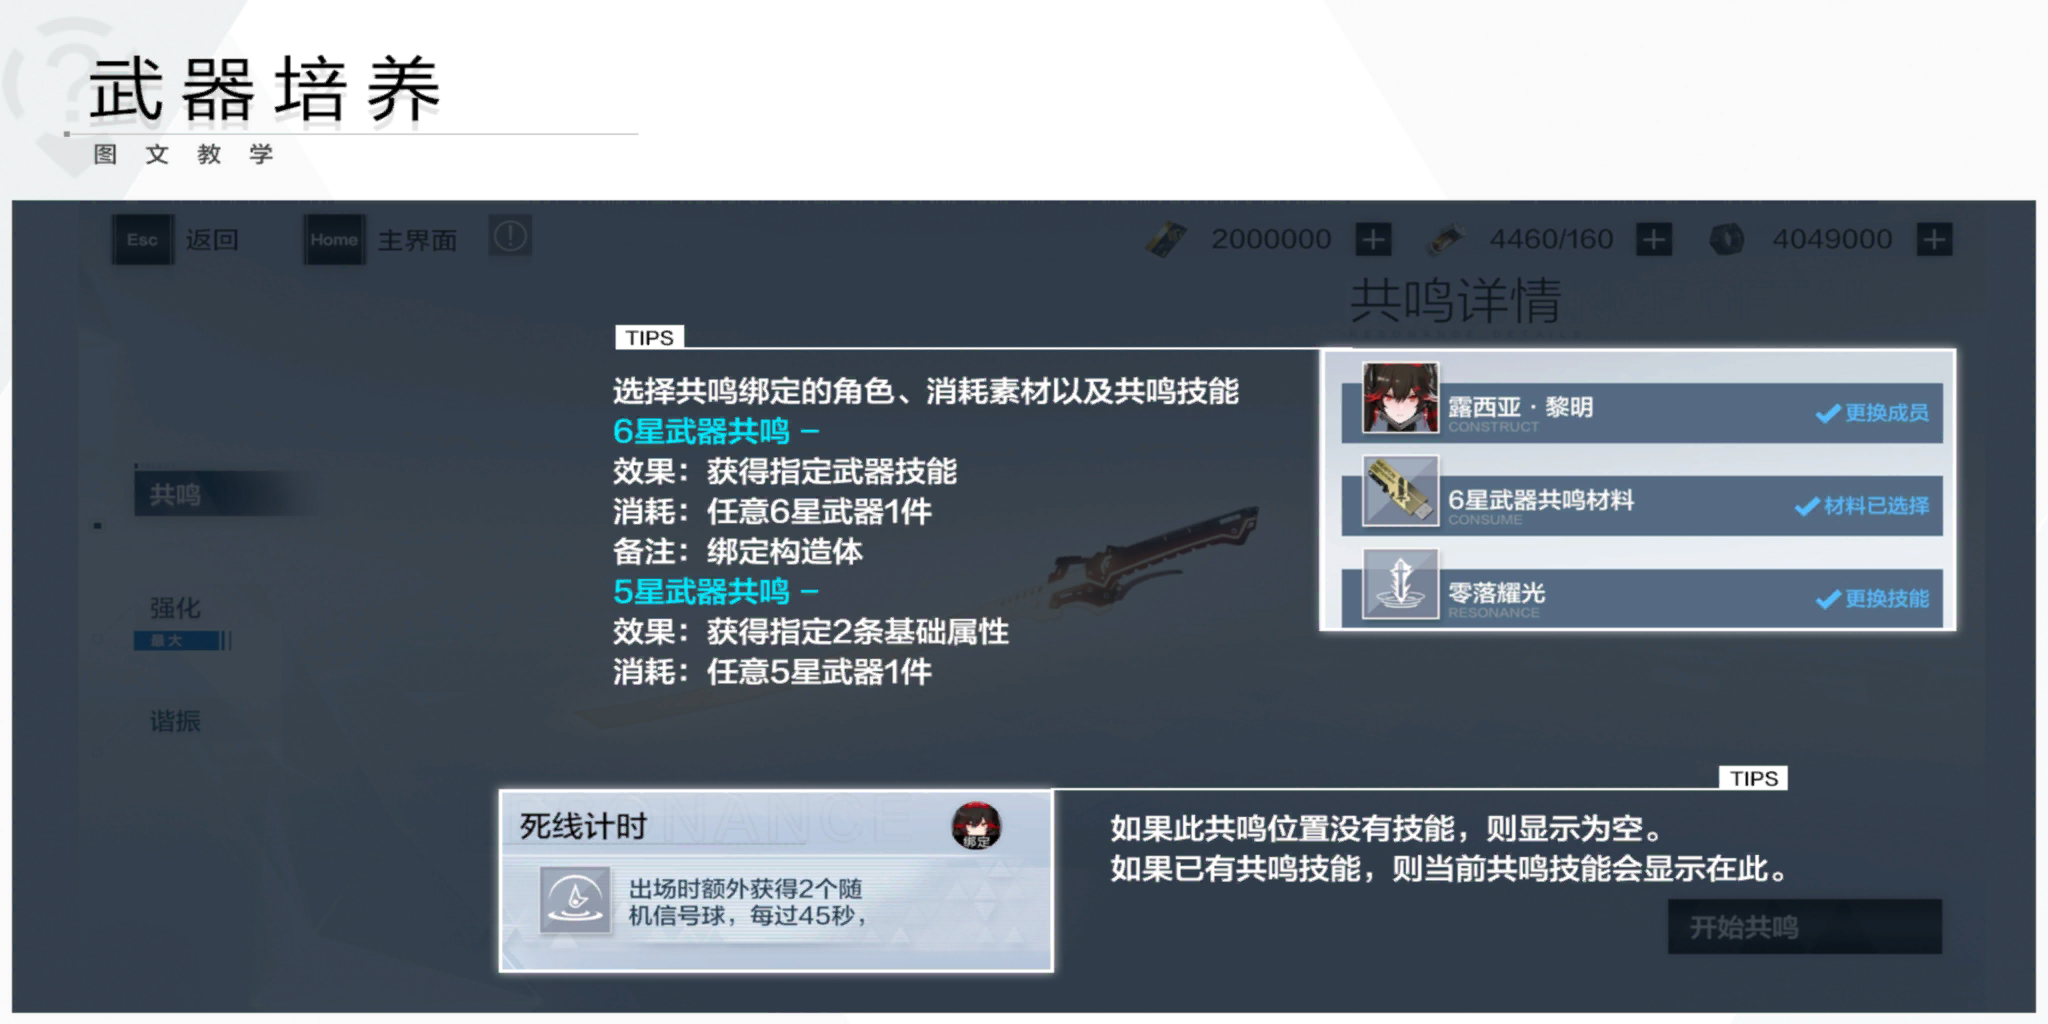 武器培养
图文教学
Esc 返回 Home 主界面 2000000 4460/160 4049000
共鸣详情
TIPS
选择共鸣绑定的角色、消耗素材以及共鸣技能
6星武器共鸣 –
效果：获得指定武器技能
消耗：任意6星武器1件
备注：绑定构造体
5星武器共鸣 –
效果：获得指定2条基础属性
消耗：任意5星武器1件
露西亚·黎明
CONSTRUCT
更换成员
6星武器共鸣材料
CONSUME
材料已选择
零落耀光
RESONANCE
更换技能
共鸣
强化
最大
谐振
死线计时
绑定
出场时额外获得2个随
机信号球，每过45秒，
TIPS
如果此共鸣位置没有技能，则显示为空。
如果已有共鸣技能，则当前共鸣技能会显示在此。
开始共鸣